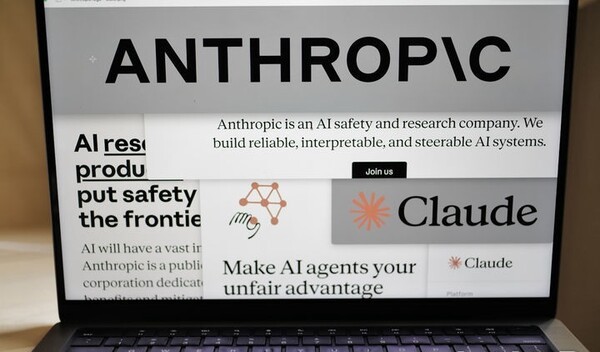 ANTHROP\C
Anthropic is an AI safety and research company. We
build reliable, interpretable, and steerable AI systems.
Join us
AI
put safety
the frontie
AI will have a vast
Anthropic is a publi
corporation dedicat
Claude
Make AI agents your
unfair advantage
Claude
Platform